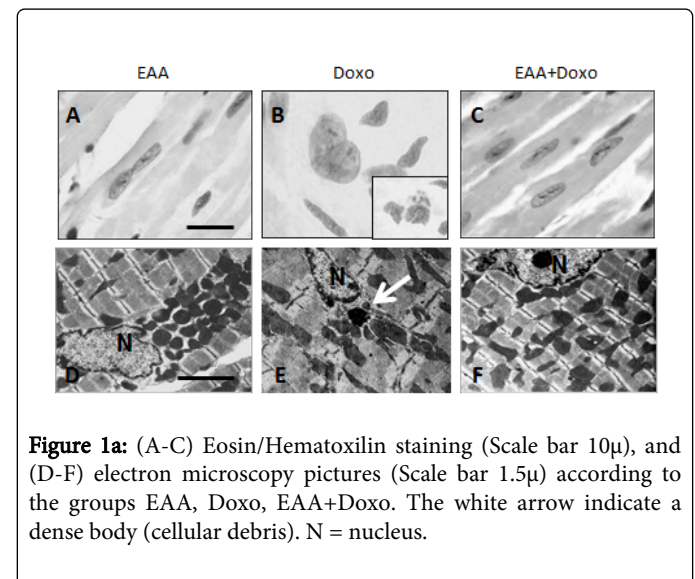 EAA Doxo EAA+Doxo
A B C
N N N
D E F
Figure 1a: (A-C) Eosin/Hematoxilin staining (Scale bar 10μ), and
(D-F) electron microscopy pictures (Scale bar 1.5μ) according to
the groups EAA, Doxo, EAA+Doxo. The white arrow indicate a
dense body (cellular debris). N = nucleus.